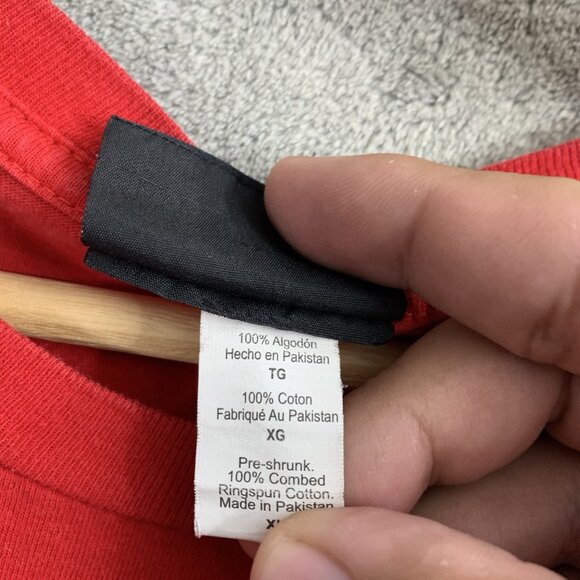 100% Algodón
Hecho en Pakistan
TG
100% Coton
Fabriqué Au Pakistan
XG
Pre-shrunk.
100% Combed
Ringspun Cotton.
Made in Pakistan